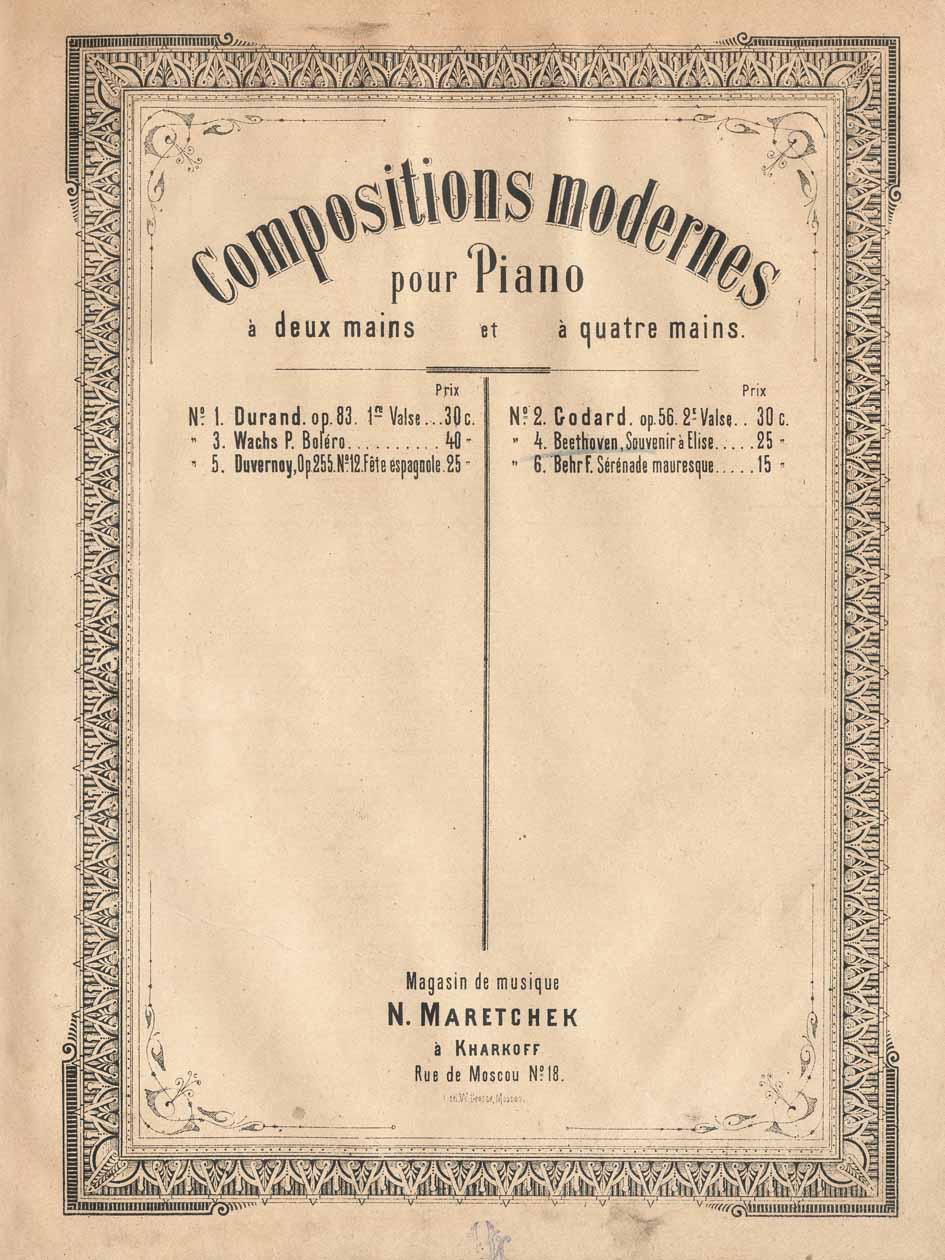 Compositions modernes
pour Piano
à deux mains et à quatre mains.
Prix
Nº 1. Durand. op. 83. 1re Valse...30 c.
" 3. Wachs P. Boléro..........40 "
" 5. Duvernoy, Op.255. Nº12. Fête espagnole.25 "
Prix
Nº 2. Godard. op. 56. 2e Valse.. 30 c.
" 4. Beethoven, Souvenir à Elise.....25 "
" 6. Behr F. Sérénade mauresque.....15 "
Magasin de musique
N. MARETCHEK
à KHARKOFF
Rue de Moscou Nº 18.
Moscou.